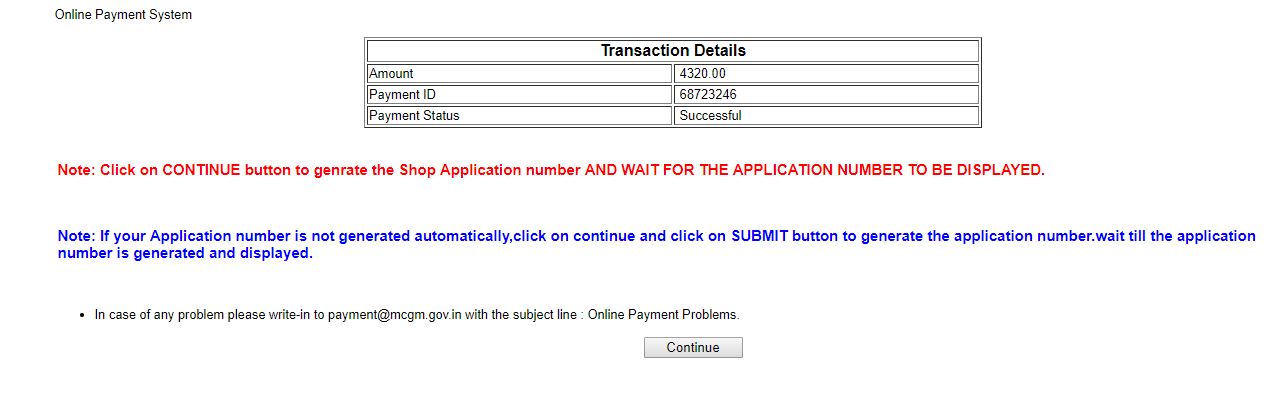 Online Payment System
Transaction Details
Amount 4320.00
Payment ID 68723246
Payment Status Successful
Note: Click on CONTINUE button to genrate the Shop Application number AND WAIT FOR THE APPLICATION NUMBER TO BE DISPLAYED.
Note: If your Application number is not generated automatically,click on continue and click on SUBMIT button to generate the application number.wait till the application
number is generated and displayed.
• In case of any problem please write-in to payment@mcgm.gov.in with the subject line : Online Payment Problems.
Continue